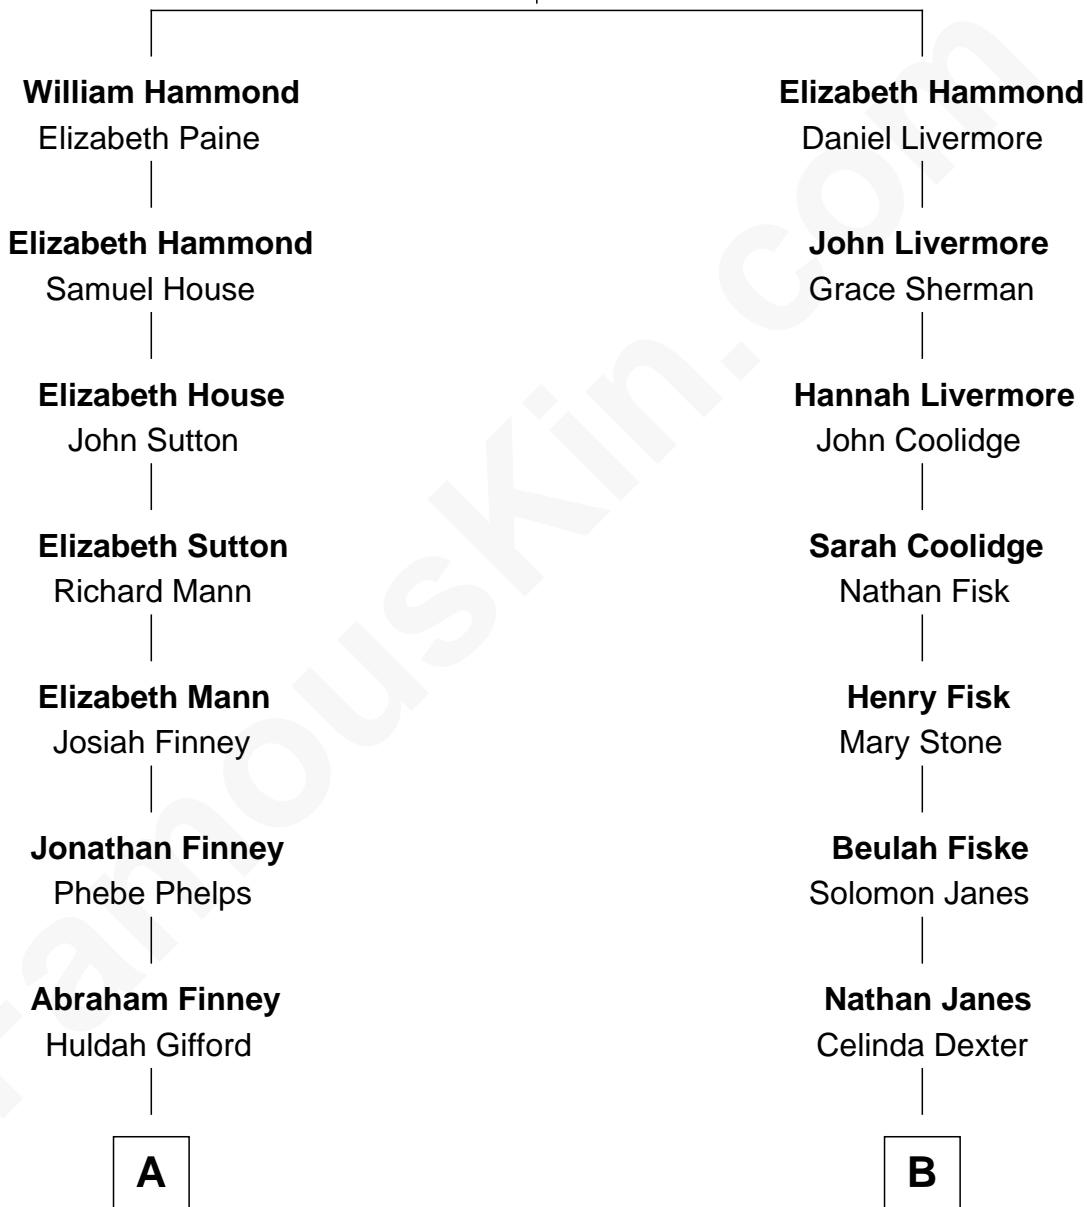 William Hammond
Elizabeth Paine
Elizabeth Hammond
Samuel House
Elizabeth House
John Sutton
Elizabeth Sutton
Richard Mann
Elizabeth Mann
Josiah Finney
Jonathan Finney
Phebe Phelps
Abraham Finney
Huldah Gifford
A
Elizabeth Hammond
Daniel Livermore
John Livermore
Grace Sherman
Hannah Livermore
John Coolidge
Sarah Coolidge
Nathan Fisk
Henry Fisk
Mary Stone
Beulah Fiske
Solomon Janes
Nathan Janes
Celinda Dexter
B
FamousKin.com